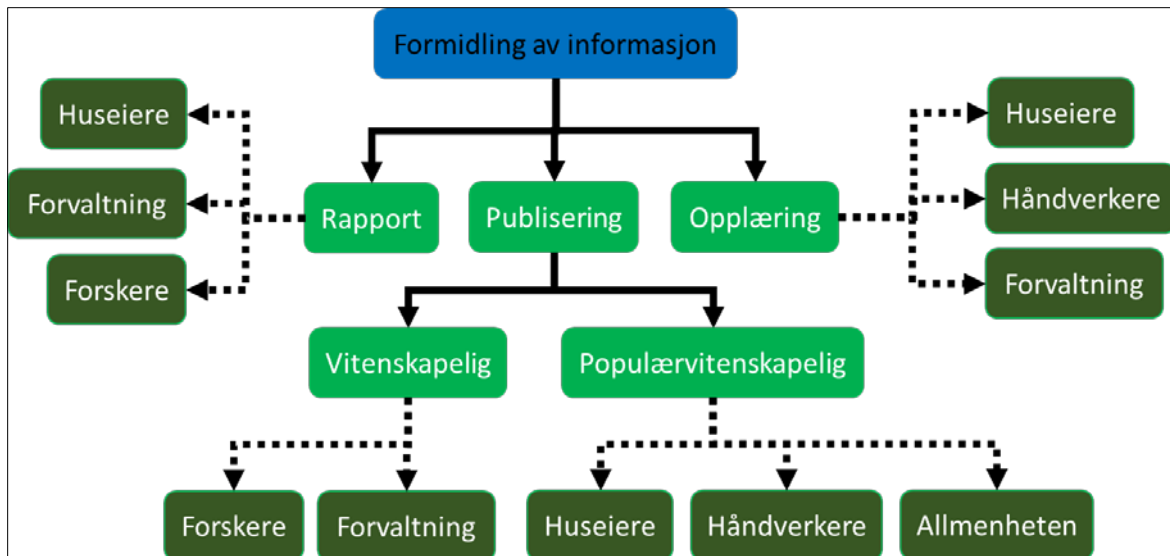 Formidling av informasjon
Huseiere
Forvaltning
Forskere
Rapport
Publisering
Opplæring
Huseiere
Håndverkere
Forvaltning
Vitenskapelig
Populærvitenskapelig
Forskere
Forvaltning
Huseiere
Håndverkere
Allmenheten